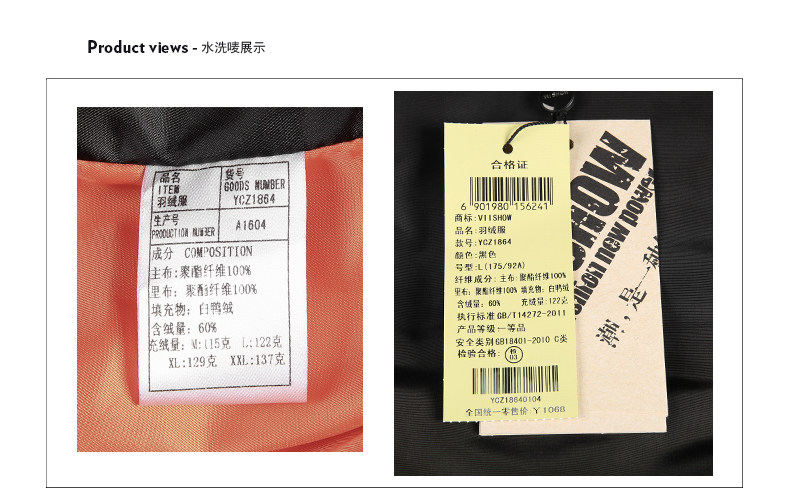 Product views - 水洗唛展示
品名
ITEM
羽绒服
货号
GOODS NUMBER
YCZ1864
生产号
PRODUCTION NUMBER
A1604
成分 COMPOSITION
主布:聚酯纤维100%
里布: 聚酯纤维100%
填充物: 白鸭绒
含绒量: 60%
充绒量: M:115克 L:122克
XL:129克 XXL:137克
合格证
6 901980 156241
商标:VIISHOW
品名:羽绒服
款号:YCZ1864
颜色:黑色
号型:L(175/92A)
纤维成分: 主布:聚酯纤维100%
里布: 聚酯纤维100% 填充物:白鸭绒
含绒量: 60% 充绒量:122克
执行标准GB/T14272-2011
产品等级:一等品
安全类别GB18401-2010 C类
检验合格: 检03
YCZ18640104
全国统一零售价:￥1068
潮,是一种